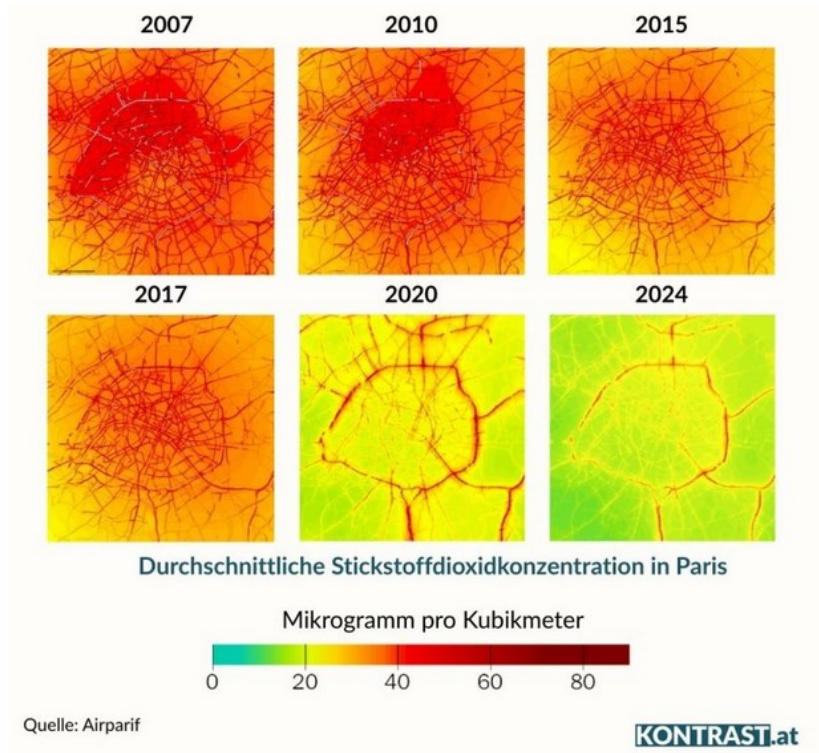 2007 2010 2015
2017 2020 2024
Durchschnittliche Stickstoffdioxidkonzentration in Paris
Mikrogramm pro Kubikmeter
0 20 40 60 80
Quelle: Airparif
KONTRAST.at